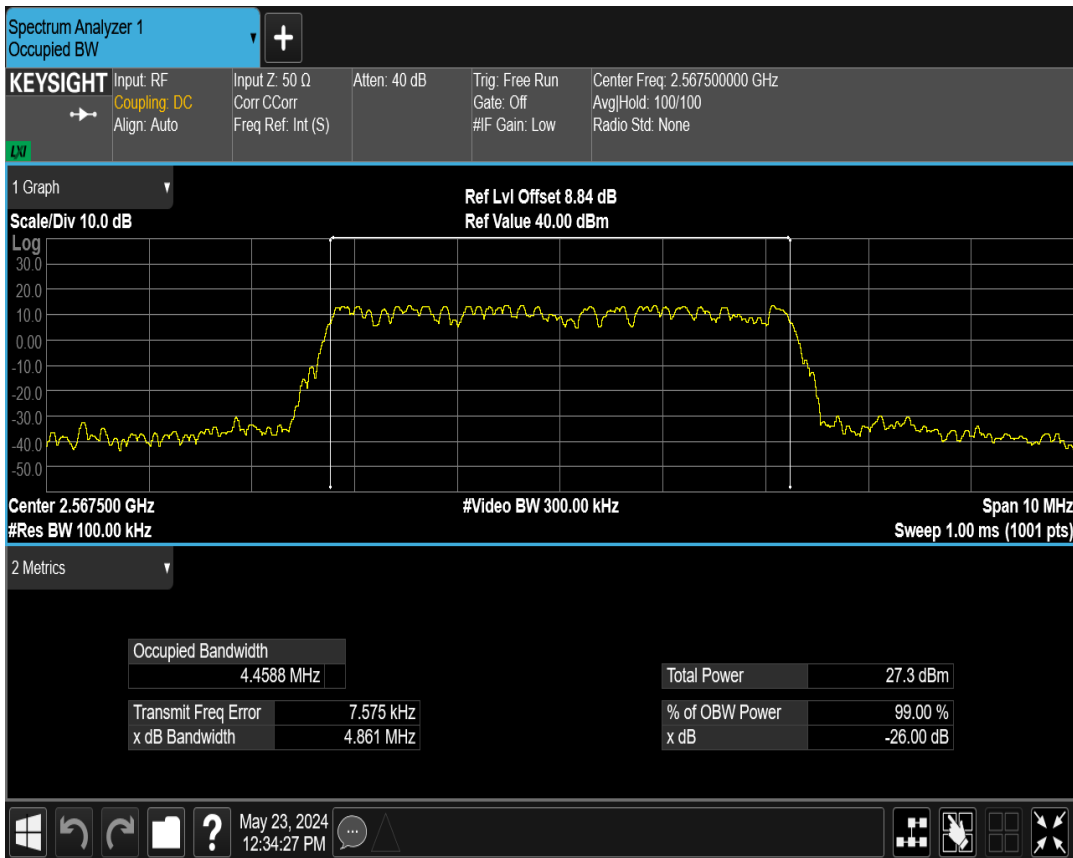 Spectrum Analyzer 1
Occupied BW
+
KEYSIGHT
LXI
Input: RF
Coupling: DC
Align: Auto
Input Z: 50 Ω
Corr CCorr
Freq Ref: Int (S)
Atten: 40 dB
Trig: Free Run
Gate: Off
#IF Gain: Low
Center Freq: 2.567500000 GHz
Avg|Hold: 100/100
Radio Std: None
1 Graph
Ref Lvl Offset 8.84 dB
Scale/Div 10.0 dB
Ref Value 40.00 dBm
Log
30.0
20.0
10.0
0.00
-10.0
-20.0
-30.0
-40.0
-50.0
Center 2.567500 GHz
#Video BW 300.00 kHz
Span 10 MHz
#Res BW 100.00 kHz
Sweep 1.00 ms (1001 pts)
2 Metrics
Occupied Bandwidth
4.4588 MHz
Total Power 27.3 dBm
Transmit Freq Error 7.575 kHz
% of OBW Power 99.00 %
x dB Bandwidth 4.861 MHz
x dB -26.00 dB
?
May 23, 2024
12:34:27 PM